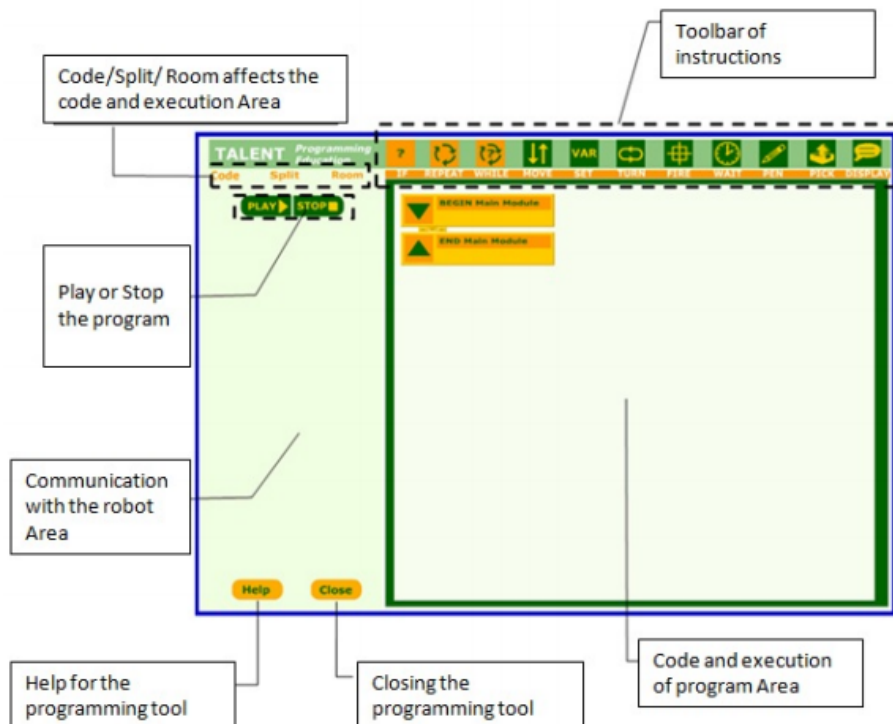 Toolbar of
instructions
Code/Split/ Room affects the
code and execution Area
TALENT Programming
Education
Code Split Room
? VAR
IF REPEAT WHILE MOVE SET TURN FIRE WAIT PEN PICK DISPLAY
PLAY STOP
BEGIN Main Module
END Main Module
Play or Stop
the program
Communication
with the robot
Area
Help Close
Help for the
programming tool
Closing the
programming tool
Code and execution
of program Area